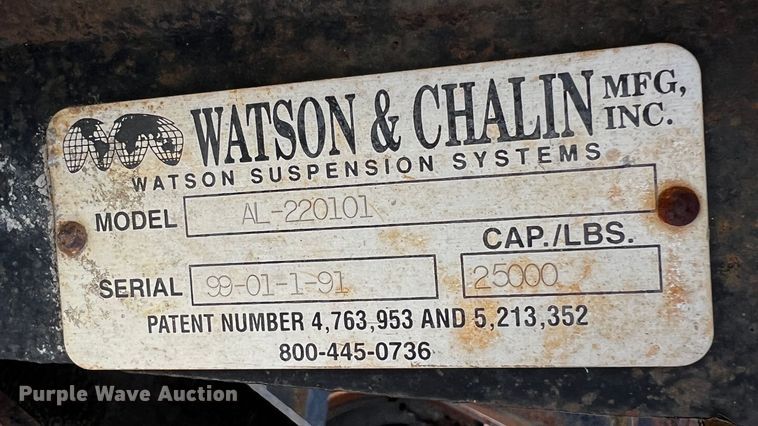 WATSON & CHALIN MFG, INC.
WATSON SUSPENSION SYSTEMS
MODEL AL-220101
CAP./LBS.
SERIAL 99-01-1-91 25000
PATENT NUMBER 4,763,953 AND 5,213,352
800-445-0736
Purple Wave Auction